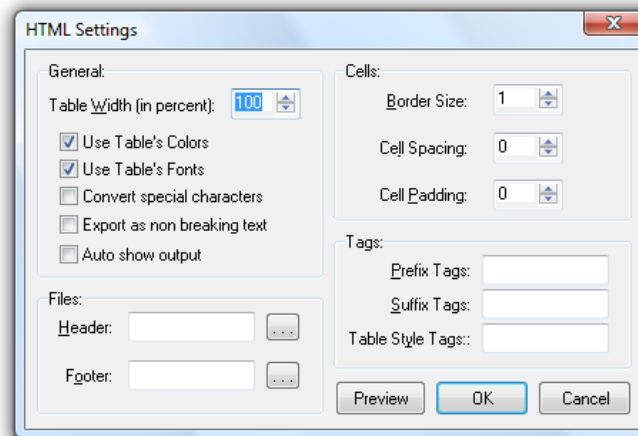 HTML Settings
General:
Table Width (in percent): 100
Use Table's Colors
Use Table's Fonts
Convert special characters
Export as non breaking text
Auto show output
Files:
Header: ...
Footer: ...
Cells:
Border Size: 1
Cell Spacing: 0
Cell Padding: 0
Tags:
Prefix Tags:
Suffix Tags:
Table Style Tags::
Preview OK Cancel